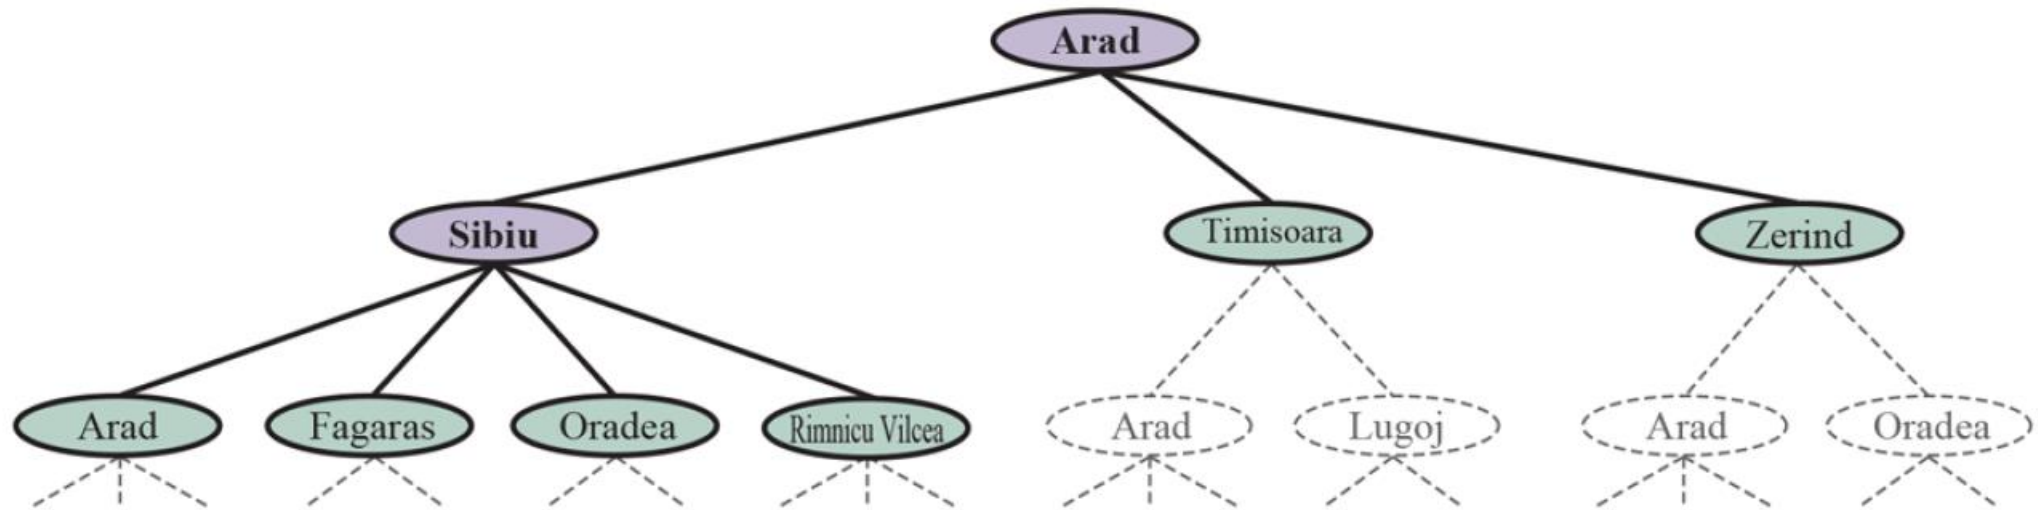 Arad
Sibiu
Timisoara
Zerind
Arad
Fagaras
Oradea
Rimnicu Vilcea
Arad
Lugoj
Arad
Oradea